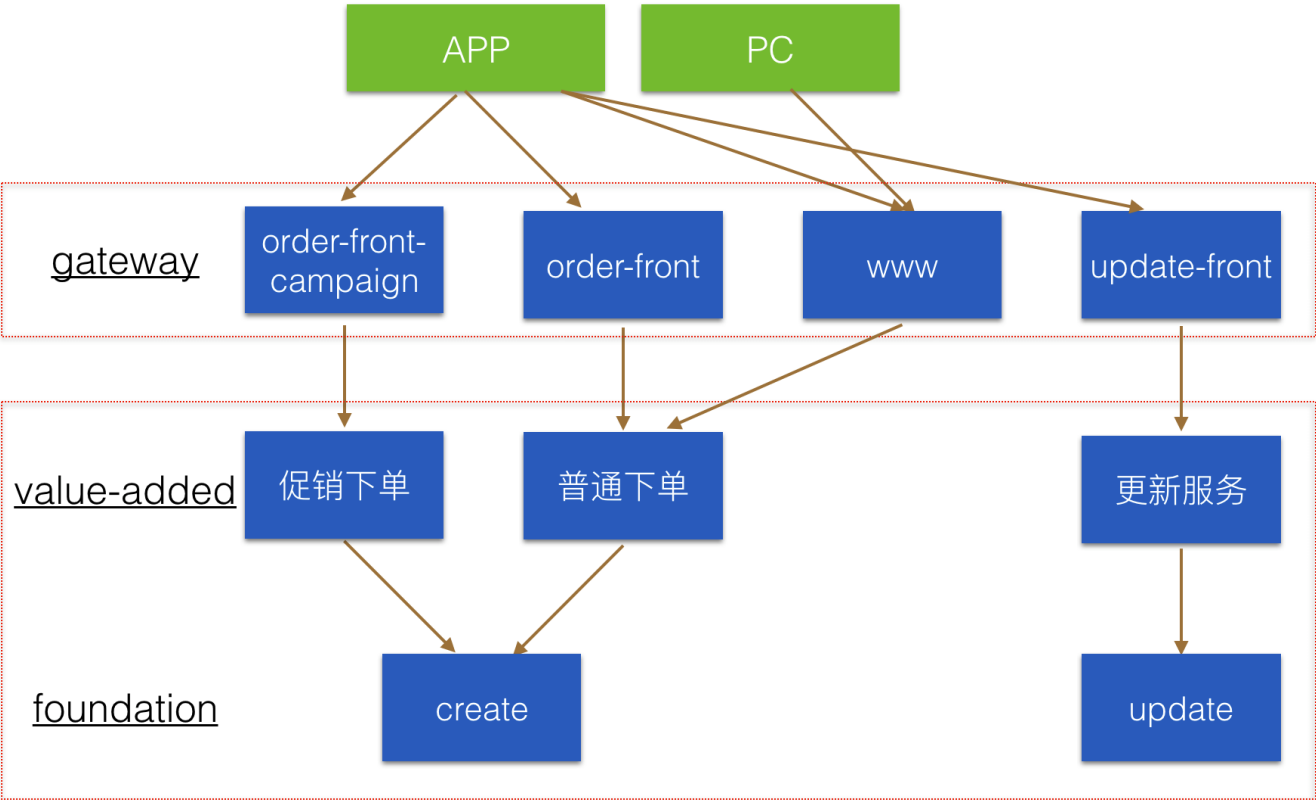 APP
PC
gateway
order-front-
campaign
order-front
www
update-front
value-added
促销下单
普通下单
更新服务
foundation
create
update